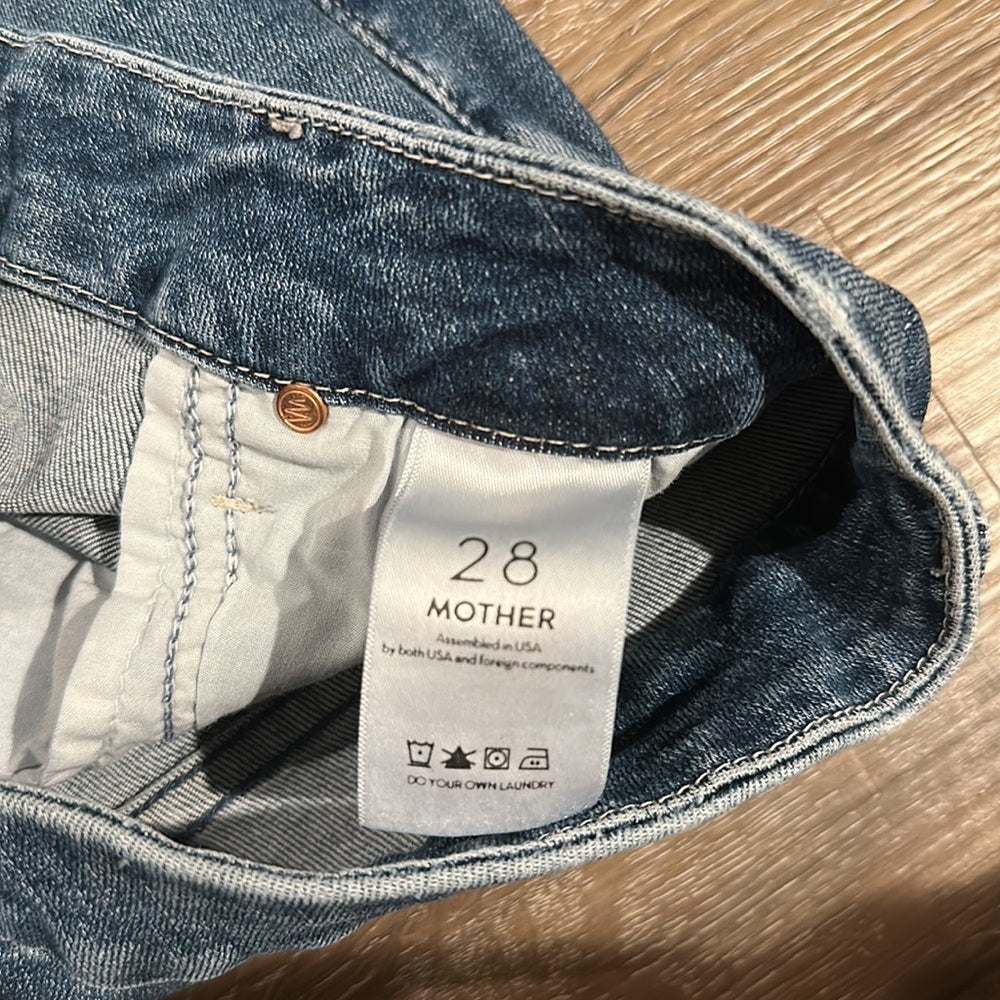 28
MOTHER
Assembled in USA
by both USA and foreign components
DO YOUR OWN LAUNDRY